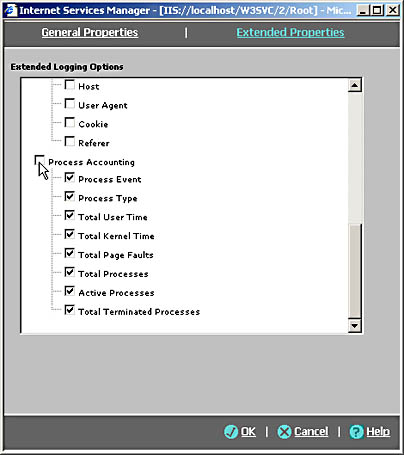 Internet Services Manager - [IIS://localhost/W3SVC/2/Root] - Mic...
General Properties | Extended Properties
Extended Logging Options
Host
User Agent
Cookie
Referer
Process Accounting
Process Event
Process Type
Total User Time
Total Kernel Time
Total Page Faults
Total Processes
Active Processes
Total Terminated Processes
OK | Cancel | Help